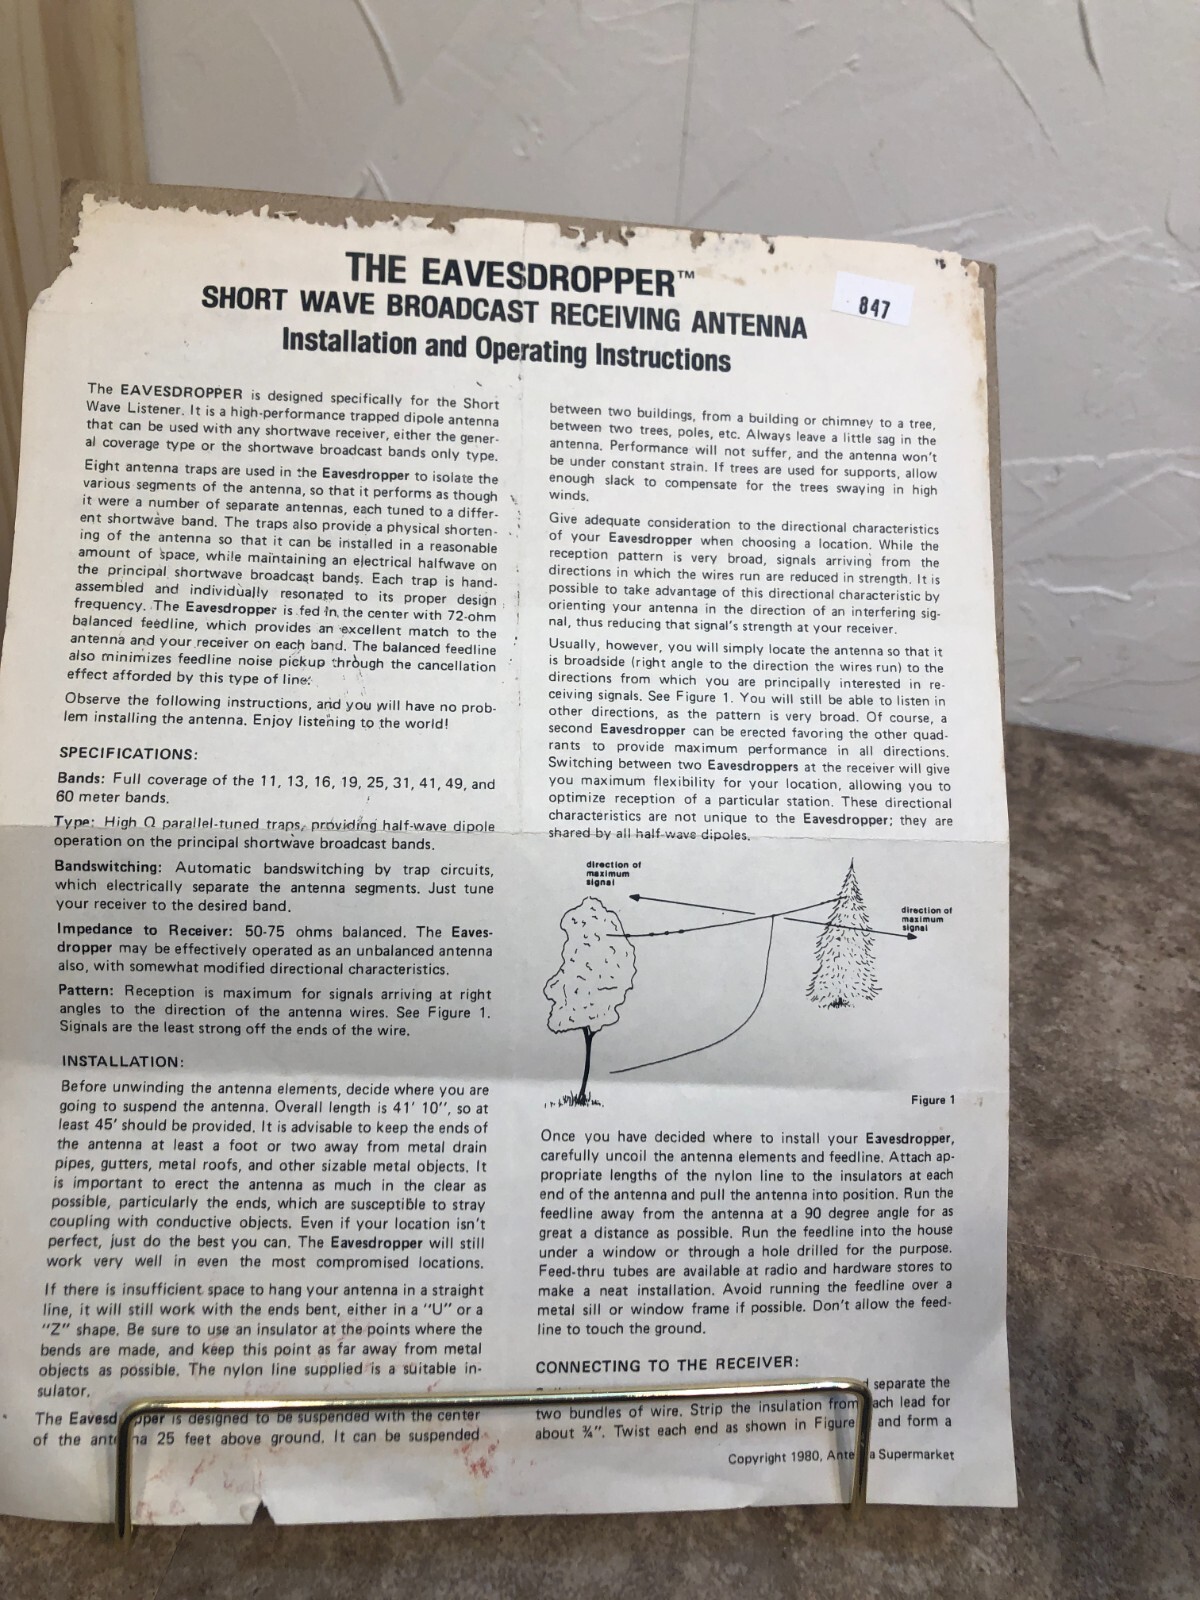 THE EAVESDROPPER™
SHORT WAVE BROADCAST RECEIVING ANTENNA
Installation and Operating Instructions
847
The EAVESDROPPER is designed specifically for the Short
Wave Listener. It is a high-performance trapped dipole antenna
that can be used with any shortwave receiver, either the gener-
al coverage type or the shortwave broadcast bands only type.
Eight antenna traps are used in the Eavesdropper to isolate the
various segments of the antenna, so that it performs as though
it were a number of separate antennas, each tuned to a differ-
ent shortwave band. The traps also provide a physical shorten-
ing of the antenna so that it can be installed in a reasonable
amount of space, while maintaining an electrical halfwave on
the principal shortwave broadcast bands. Each trap is hand-
assembled and individually resonated to its proper design
frequency. The Eavesdropper is fed in the center with 72-ohm
balanced feedline, which provides an excellent match to the
antenna and your receiver on each band. The balanced feedline
also minimizes feedline noise pickup through the cancellation
effect afforded by this type of line.
Observe the following instructions, and you will have no prob-
lem installing the antenna. Enjoy listening to the world!
SPECIFICATIONS:
Bands: Full coverage of the 11, 13, 16, 19, 25, 31, 41, 49, and
60 meter bands.
Type: High Q parallel-tuned traps, providing half-wave dipole
operation on the principal shortwave broadcast bands.
Bandswitching: Automatic bandswitching by trap circuits,
which electrically separate the antenna segments. Just tune
your receiver to the desired band.
Impedance to Receiver: 50-75 ohms balanced. The Eaves-
dropper may be effectively operated as an unbalanced antenna
also, with somewhat modified directional characteristics.
Pattern: Reception is maximum for signals arriving at right
angles to the direction of the antenna wires. See Figure 1.
Signals are the least strong off the ends of the wire.
INSTALLATION:
Before unwinding the antenna elements, decide where you are
going to suspend the antenna. Overall length is 41' 10", so at
least 45' should be provided. It is advisable to keep the ends of
the antenna at least a foot or two away from metal drain
pipes, gutters, metal roofs, and other sizable metal objects. It
is important to erect the antenna as much in the clear as
possible, particularly the ends, which are susceptible to stray
coupling with conductive objects. Even if your location isn't
perfect, just do the best you can. The Eavesdropper will still
work very well in even the most compromised locations.
If there is insufficient space to hang your antenna in a straight
line, it will still work with the ends bent, either in a "U" or a
"Z" shape. Be sure to use an insulator at the points where the
bends are made, and keep this point as far away from metal
objects as possible. The nylon line supplied is a suitable in-
sulator.
The Eavesd pper is designed to be suspended with the center
of the ante na 25 feet above ground. It can be suspended
between two buildings, from a building or chimney to a tree,
between two trees, poles, etc. Always leave a little sag in the
antenna. Performance will not suffer, and the antenna won't
be under constant strain. If trees are used for supports, allow
enough slack to compensate for the trees swaying in high
winds.
Give adequate consideration to the directional characteristics
of your Eavesdropper when choosing a location. While the
reception pattern is very broad, signals arriving from the
directions in which the wires run are reduced in strength. It is
possible to take advantage of this directional characteristic by
orienting your antenna in the direction of an interfering sig-
nal, thus reducing that signal's strength at your receiver.
Usually, however, you will simply locate the antenna so that it
is broadside (right angle to the direction the wires run) to the
directions from which you are principally interested in re-
ceiving signals. See Figure 1. You will still be able to listen in
other directions, as the pattern is very broad. Of course, a
second Eavesdropper can be erected favoring the other quad-
rants to provide maximum performance in all directions.
Switching between two Eavesdroppers at the receiver will give
you maximum flexibility for your location, allowing you to
optimize reception of a particular station. These directional
characteristics are not unique to the Eavesdropper; they are
shared by all half-wave dipoles.
direction of
maximum
signal
direction of
maximum
signal
Figure 1
Once you have decided where to install your Eavesdropper,
carefully uncoil the antenna elements and feedline. Attach ap-
propriate lengths of the nylon line to the insulators at each
end of the antenna and pull the antenna into position. Run the
feedline away from the antenna at a 90 degree angle for as
great a distance as possible. Run the feedline into the house
under a window or through a hole drilled for the purpose.
Feed-thru tubes are available at radio and hardware stores to
make a neat installation. Avoid running the feedline over a
metal sill or window frame if possible. Don't allow the feed-
line to touch the ground.
CONNECTING TO THE RECEIVER:
separate the
two bundles of wire. Strip the insulation from ach lead for
about ¾". Twist each end as shown in Figure and form a
Copyright 1980, Ante a Supermarket